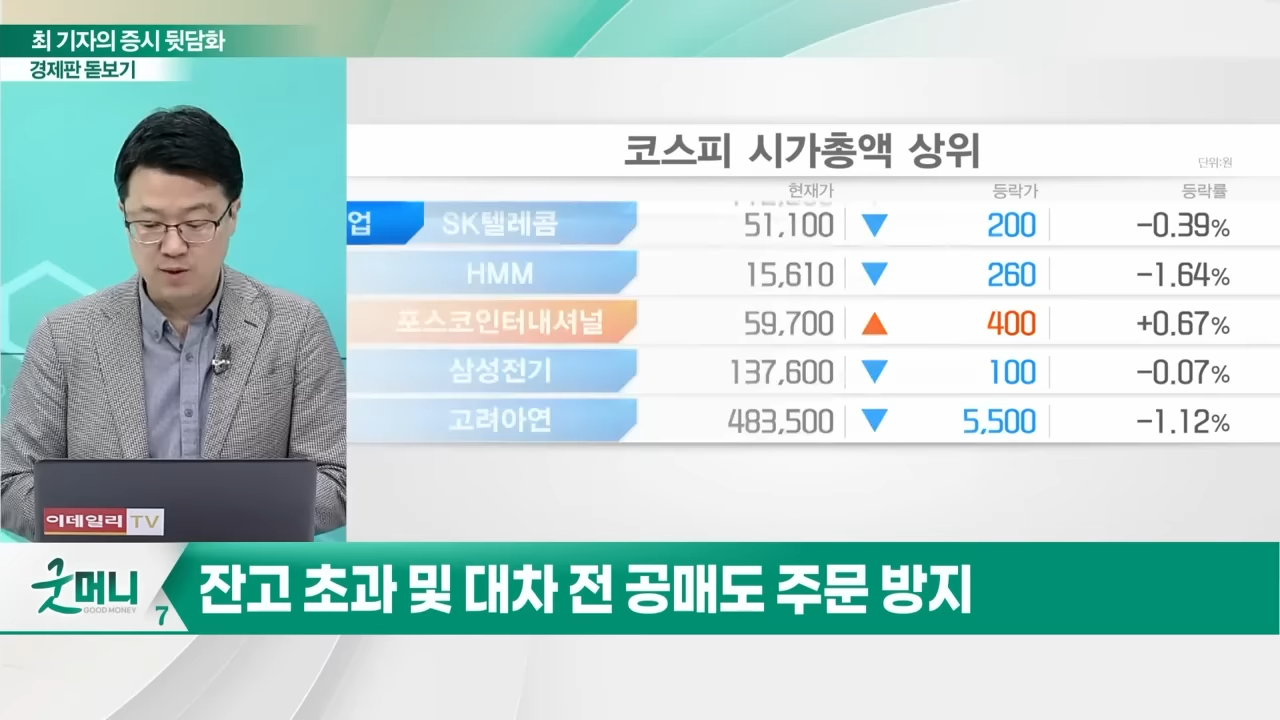 최 기자의 증시 뒷담화
경제판 돋보기
코스피 시가총액 상위
단위:원
현재가 등락가 등락률
업 SK텔레콤 51,100 ▼ 200 -0.39%
HMM 15,610 ▼ 260 -1.64%
포스코인터내셔널 59,700 ▲ 400 +0.67%
삼성전기 137,600 ▼ 100 -0.07%
고려아연 483,500 ▼ 5,500 -1.12%
이데일리TV
굿머니 GOOD MONEY 7
잔고 초과 및 대차 전 공매도 주문 방지